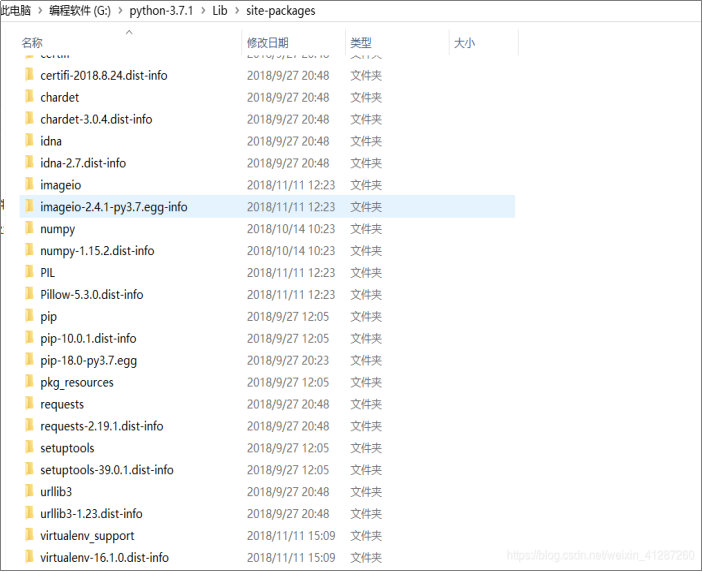 此电脑 › 编程软件 (G:) › python-3.7.1 › Lib › site-packages
名称 修改日期 类型 大小
certifi 2018/9/27 20:48 文件夹
certifi-2018.8.24.dist-info 2018/9/27 20:48 文件夹
chardet 2018/9/27 20:48 文件夹
chardet-3.0.4.dist-info 2018/9/27 20:48 文件夹
idna 2018/9/27 20:48 文件夹
idna-2.7.dist-info 2018/9/27 20:48 文件夹
imageio 2018/11/11 12:23 文件夹
imageio-2.4.1-py3.7.egg-info 2018/11/11 12:23 文件夹
numpy 2018/10/14 10:23 文件夹
numpy-1.15.2.dist-info 2018/10/14 10:23 文件夹
PIL 2018/11/11 12:23 文件夹
Pillow-5.3.0.dist-info 2018/11/11 12:23 文件夹
pip 2018/9/27 12:05 文件夹
pip-10.0.1.dist-info 2018/9/27 12:05 文件夹
pip-18.0-py3.7.egg 2018/9/27 20:23 文件夹
pkg_resources 2018/9/27 12:05 文件夹
requests 2018/9/27 20:48 文件夹
requests-2.19.1.dist-info 2018/9/27 20:48 文件夹
setuptools 2018/9/27 12:05 文件夹
setuptools-39.0.1.dist-info 2018/9/27 12:05 文件夹
urllib3 2018/9/27 20:48 文件夹
urllib3-1.23.dist-info 2018/9/27 20:48 文件夹
virtualenv_support 2018/11/11 15:09 文件夹
virtualenv-16.1.0.dist-info 2018/11/11 15:09 文件夹
https://blog.csdn.net/weixin_41287260